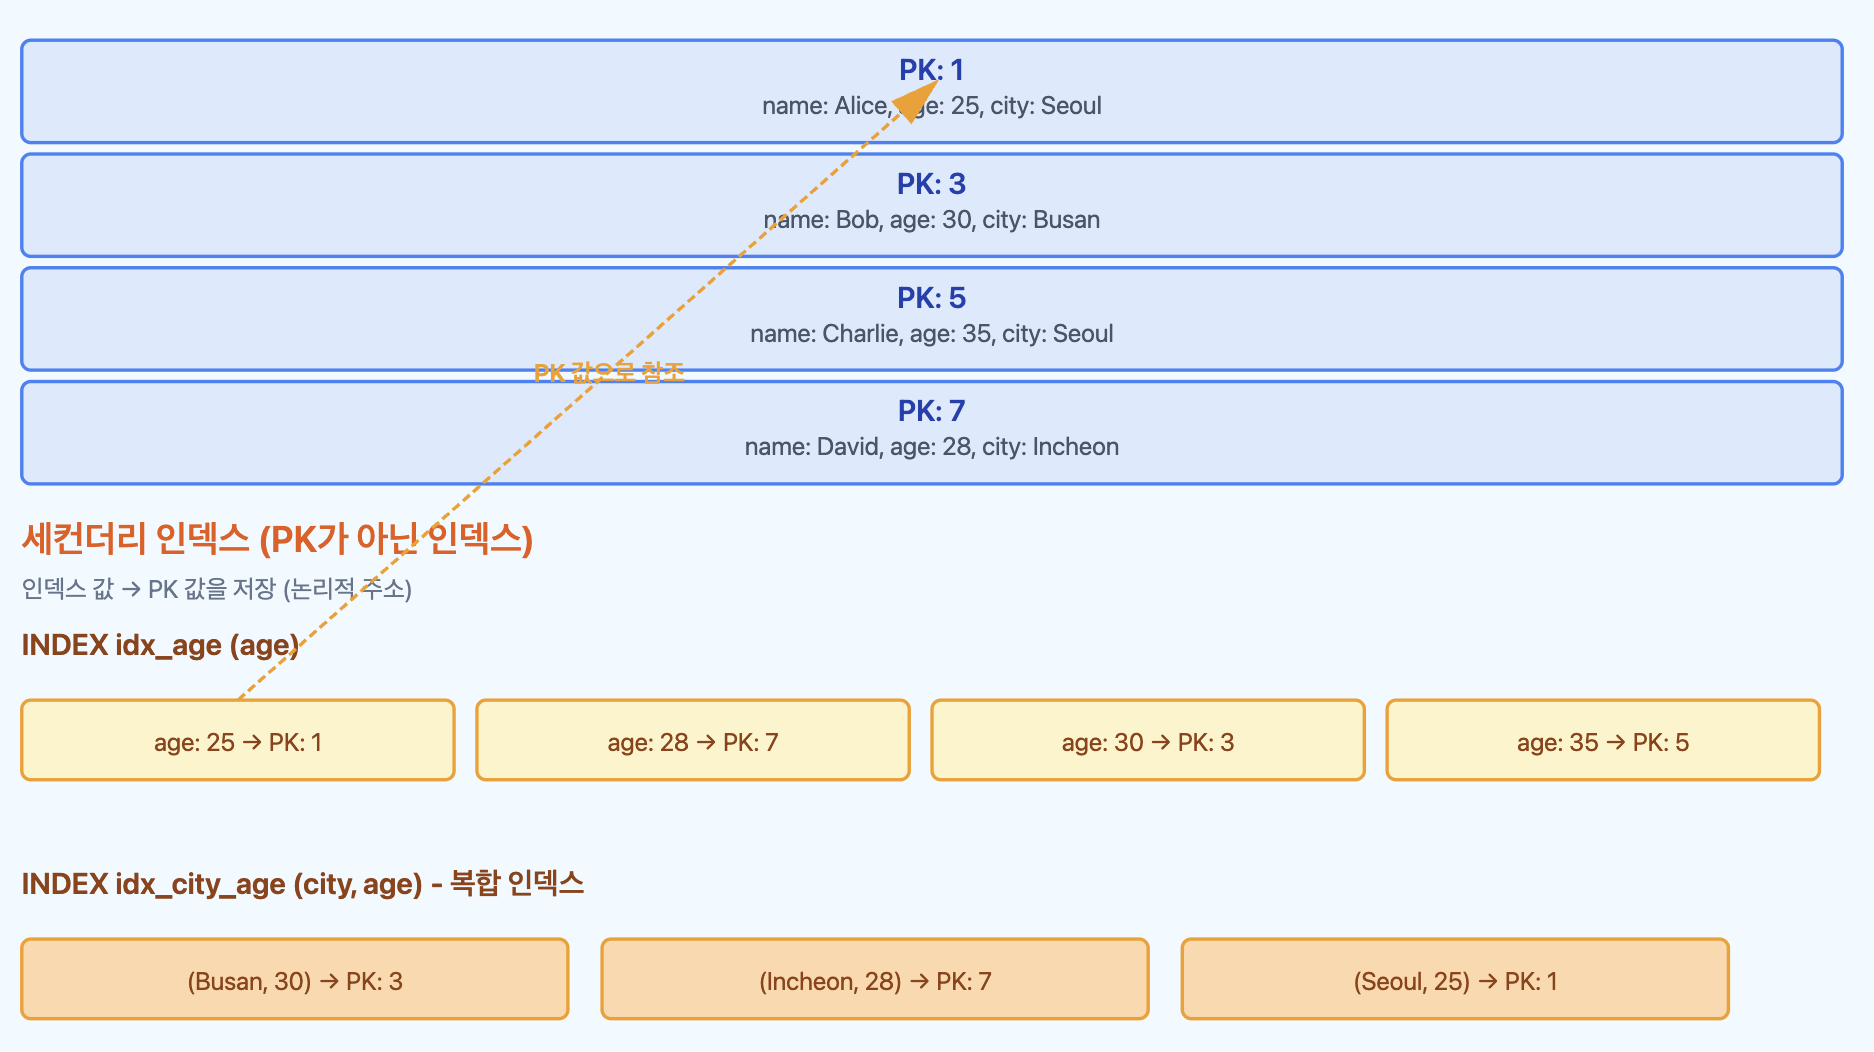 PK: 1
name: Alice, age: 25, city: Seoul
PK: 3
name: Bob, age: 30, city: Busan
PK: 5
name: Charlie, age: 35, city: Seoul
PK 값으로 참조
PK: 7
name: David, age: 28, city: Incheon
세컨더리 인덱스 (PK가 아닌 인덱스)
인덱스 값 → PK 값을 저장 (논리적 주소)
INDEX idx_age (age)
age: 25 → PK: 1
age: 28 → PK: 7
age: 30 → PK: 3
age: 35 → PK: 5
INDEX idx_city_age (city, age) - 복합 인덱스
(Busan, 30) → PK: 3
(Incheon, 28) → PK: 7
(Seoul, 25) → PK: 1